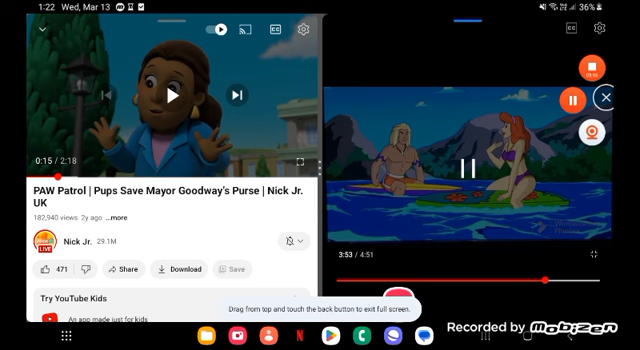 1:22 Wed, Mar 13
36%
0:15 / 2:18
PAW Patrol | Pups Save Mayor Goodway's Purse | Nick Jr.
UK
182,940 views 2y ago ...more
LIVE
Nick Jr. 29.1M
471
Share
Download
Save
Try YouTube Kids
An app made just for kids
3:53 / 4:51
Drag from top and touch the back button to exit full screen.
Recorded by mobizen